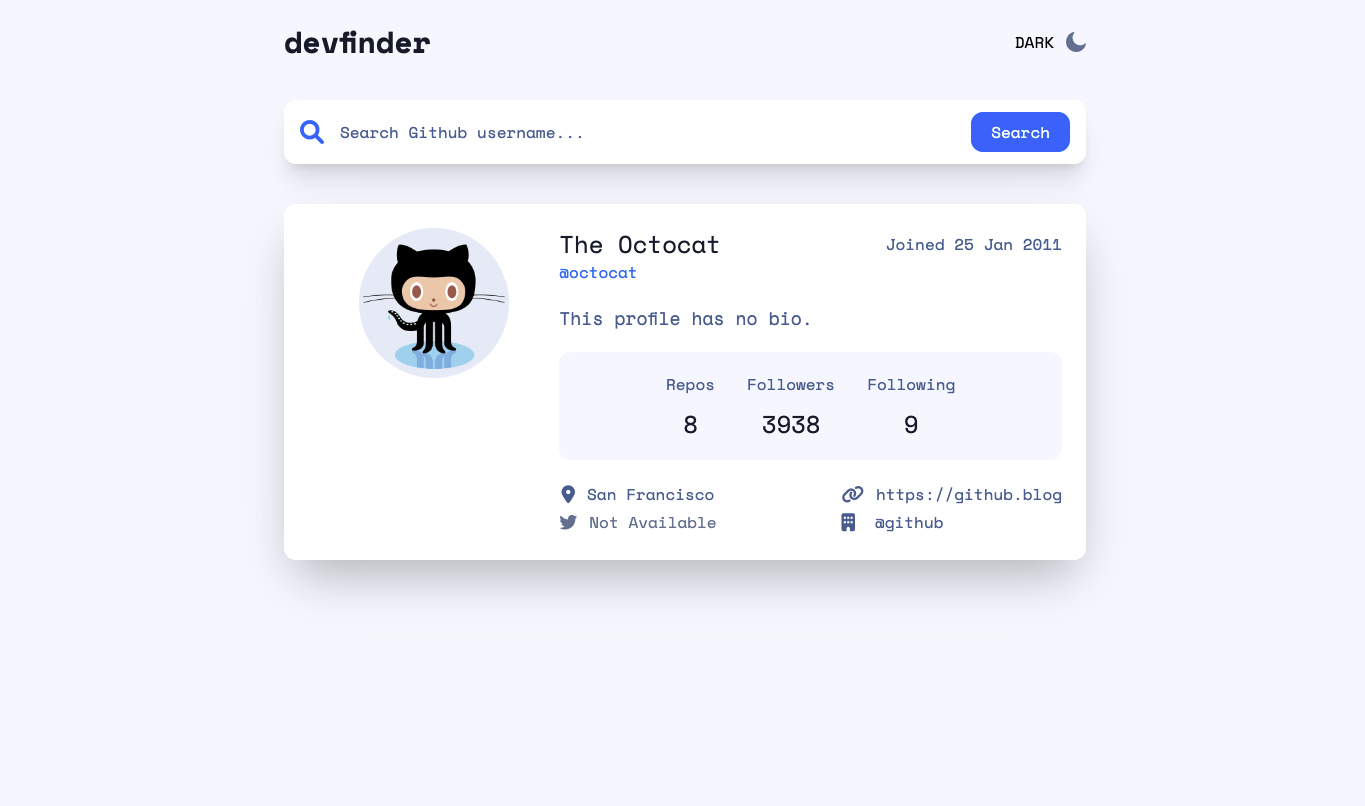 devfinder
DARK
Search Github username...
Search
The Octocat
Joined 25 Jan 2011
@octocat
This profile has no bio.
Repos Followers Following
8 3938 9
San Francisco https://github.blog
Not Available @github